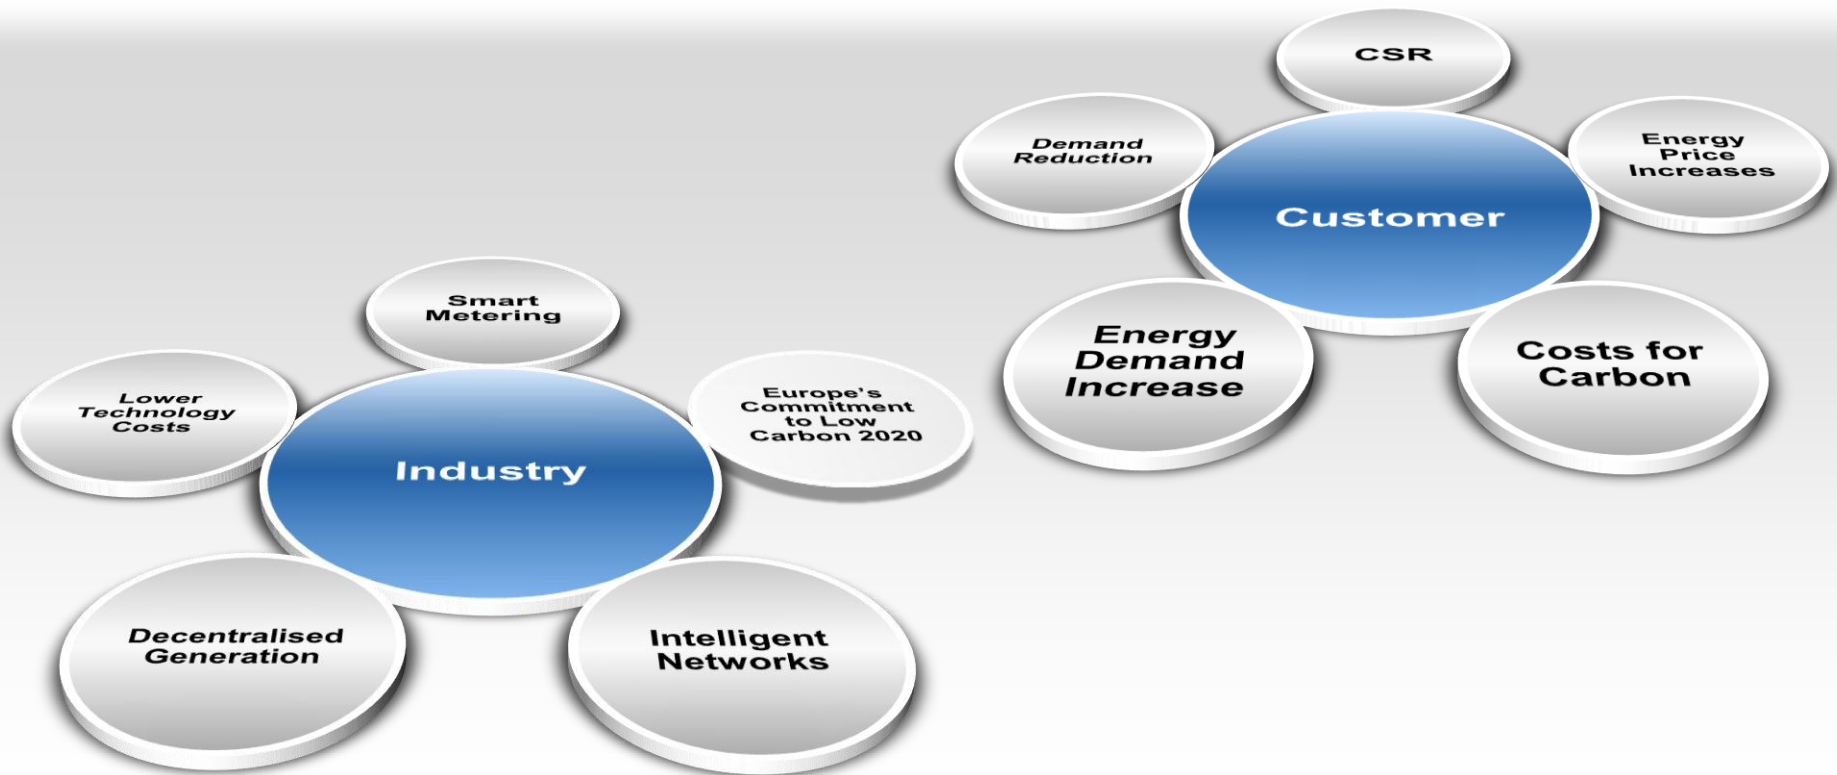 CSR
Demand
Reduction
Energy
Price
Increases
Customer
Energy
Demand
Increase
Costs for
Carbon
Smart
Metering
Lower
Technology
Costs
Europe's
Commitment
to Low
Carbon 2020
Industry
Decentralised
Generation
Intelligent
Networks